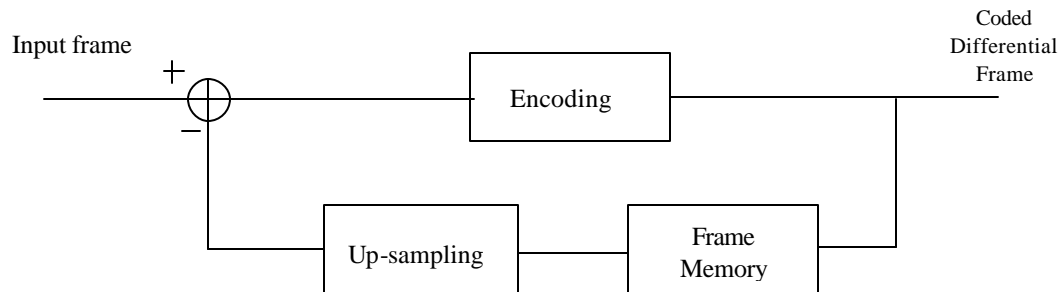 Input frame
Coded
Differential
Frame
+
Encoding
−
Up-sampling
Frame
Memory